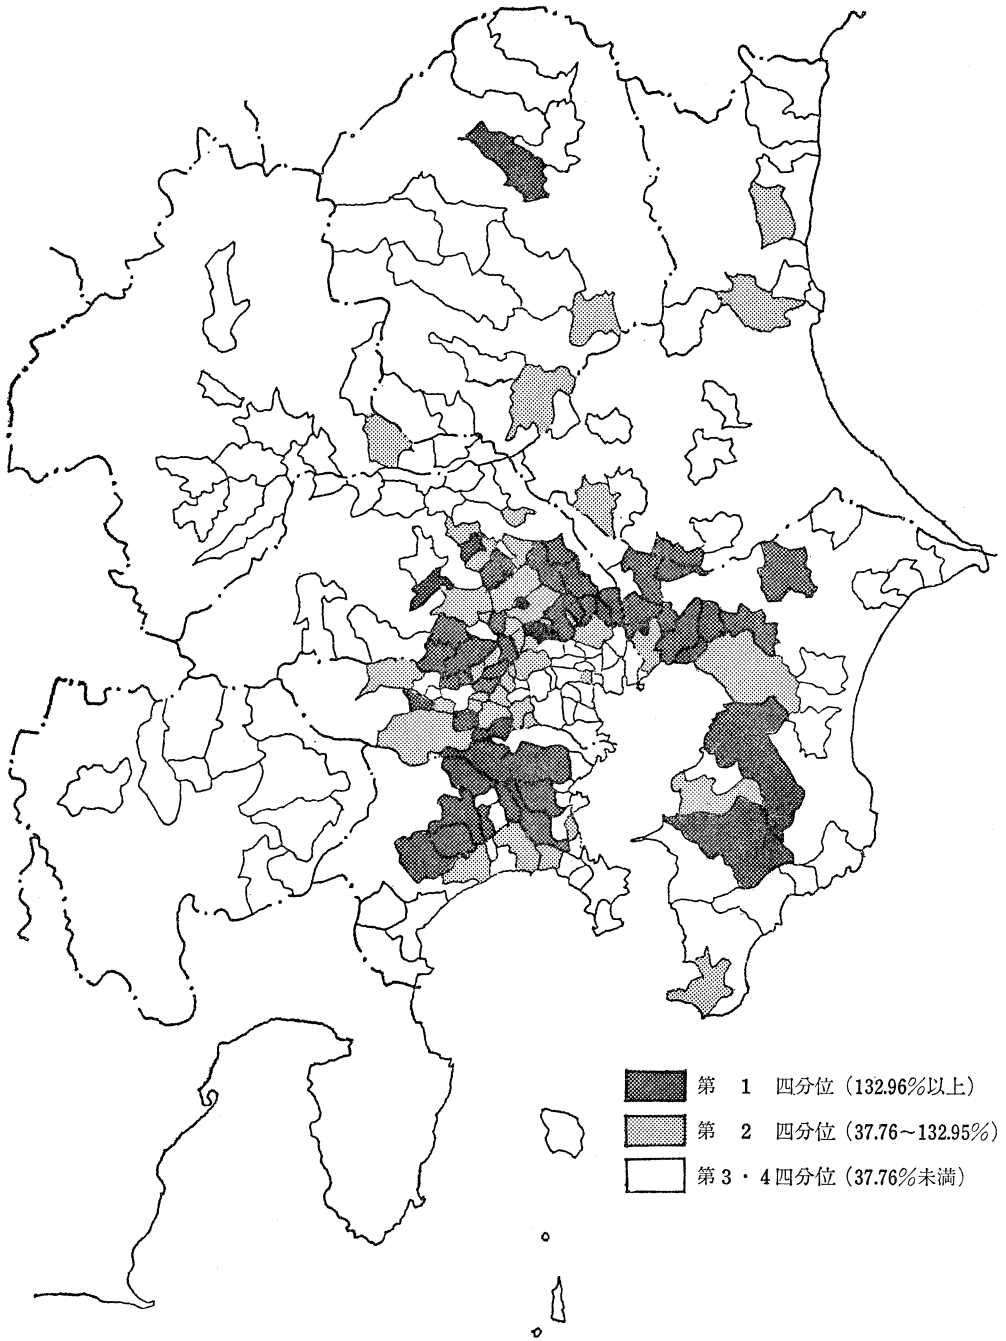 第 1 四分位 (132.96%以上)
第 2 四分位 (37.76～132.95%)
第3・4四分位 (37.76%未満)